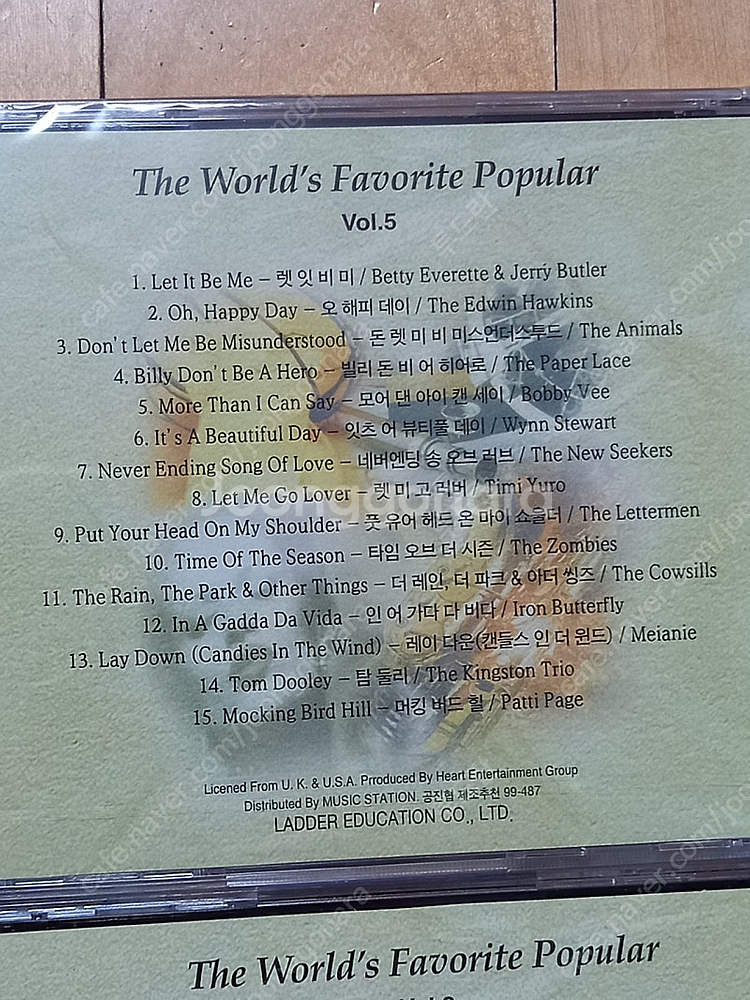 The World's Favorite Popular
Vol.5
1. Let It Be Me – 렛 잇 비 미 / Betty Everette & Jerry Butler
2. Oh, Happy Day – 오 해피 데이 / The Edwin Hawkins
3. Don't Let Me Be Misunderstood – 돈 렛 미 비 미스언더스투드 / The Animals
4. Billy Don't Be A Hero – 빌리 돈 비 어 히어로 / The Paper Lace
5. More Than I Can Say – 모어 댄 아이 캔 세이 / Bobby Vee
6. It's A Beautiful Day – 잇츠 어 뷰티풀 데이 / Wynn Stewart
7. Never Ending Song Of Love – 네버엔딩 송 오브 러브 / The New Seekers
8. Let Me Go Lover – 렛 미 고 러버 / Timi Yuro
9. Put Your Head On My Shoulder – 풋 유어 헤드 온 마이 쇼울더 / The Lettermen
10. Time Of The Season – 타임 오브 더 시즌 / The Zombies
11. The Rain, The Park & Other Things – 더 레인, 더 파크 & 아더 씽즈 / The Cowsills
12. In A Gadda Da Vida – 인 어 가다 다 비다 / Iron Butterfly
13. Lay Down (Candies In The Wind) – 레이 다운(캔들스 인 더 윈드) / Meianie
14. Tom Dooley – 탐 둘리 / The Kingston Trio
15. Mocking Bird Hill – 머킹 버드 힐 / Patti Page
Licened From U. K. & U.S.A. Prroduced By Heart Entertainment Group
Distributed By MUSIC STATION. 공진협 제조추천 99-487
LADDER EDUCATION CO., LTD.
The World's Favorite Popular